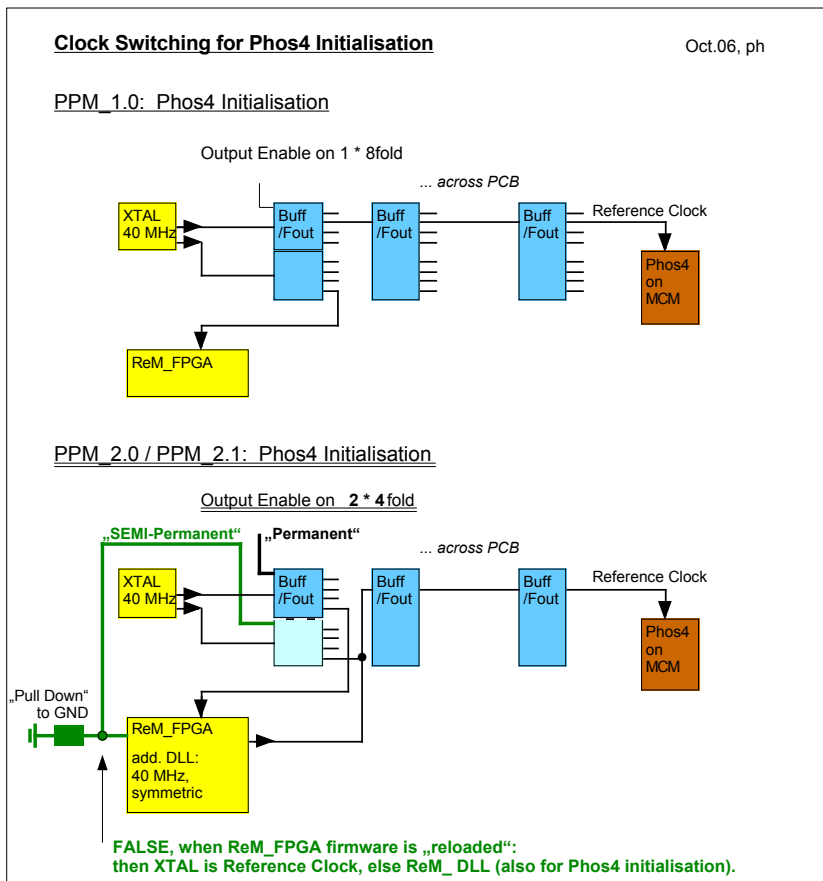 Clock Switching for Phos4 Initialisation
Oct.06, ph
PPM_1.0: Phos4 Initialisation
Output Enable on 1 * 8fold
... across PCB
XTAL
40 MHz
Buff
/Fout
Buff
/Fout
Buff
/Fout
Reference Clock
Phos4
on
MCM
ReM_FPGA
PPM_2.0 / PPM_2.1: Phos4 Initialisation
Output Enable on 2 * 4fold
„SEMI-Permanent“
„Permanent“
... across PCB
XTAL
40 MHz
Buff
/Fout
Buff
/Fout
Buff
/Fout
Reference Clock
Phos4
on
MCM
„Pull Down“
to GND
ReM_FPGA
add. DLL:
40 MHz,
symmetric
FALSE, when ReM_FPGA firmware is „reloaded“:
then XTAL is Reference Clock, else ReM_ DLL (also for Phos4 initialisation).